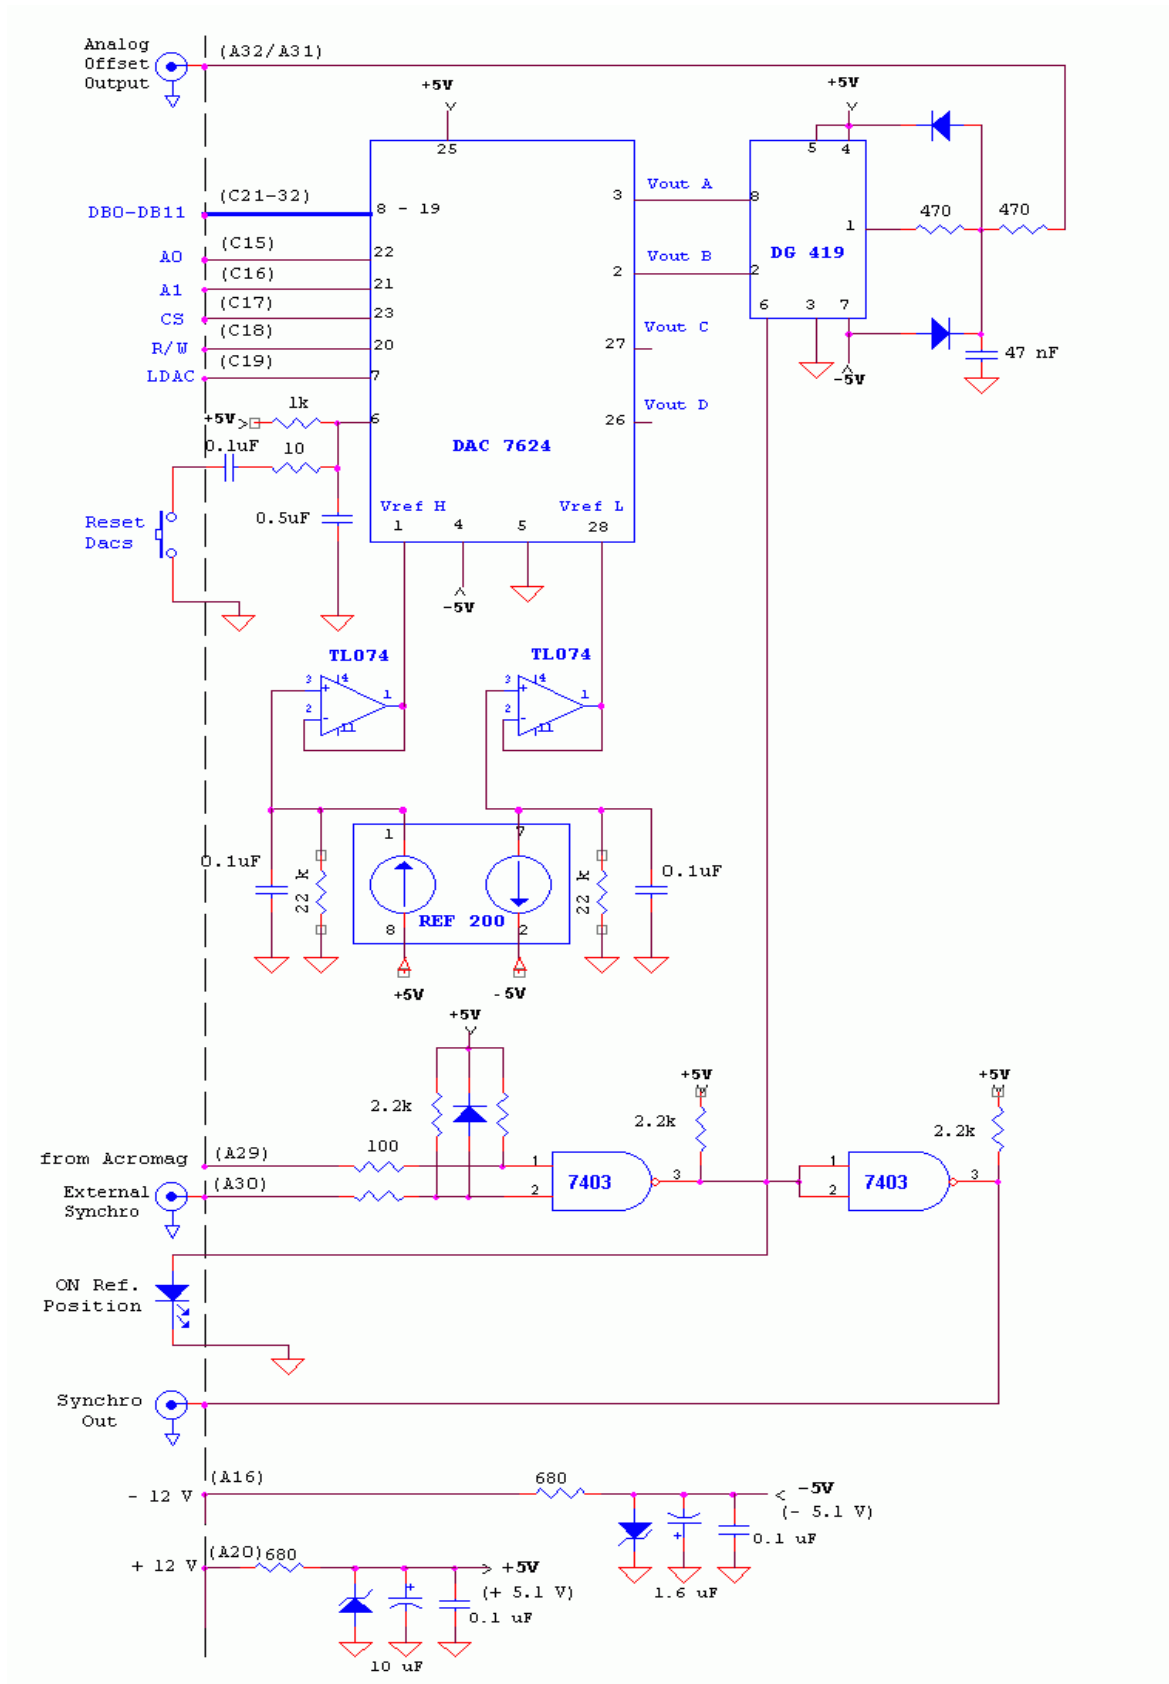 Analog
Offset
Output
(A32/A31)
+5V
+5V
25
5
4
DB0-DB11
(C21-32)
8 - 19
3
Vout A
8
1
470
470
A0
(C15)
22
2
Vout B
2
DG 419
A1
(C16)
21
CS
(C17)
23
6
3
7
R/W
(C18)
20
27
Vout C
47 nF
LDAC
(C19)
7
-5V
+5V
1k
6
26
Vout D
0.1uF
10
DAC 7624
Reset
Dacs
0.5uF
Vref H
Vref L
1
4
5
28
-5V
TL074
TL074
3
4
1
2
11
3
4
1
2
11
0.1uF
22 k
1
7
22 k
0.1uF
8
REF 200
2
+5V
-5V
+5V
2.2k
+5V
2.2k
+5V
2.2k
from Acromag
(A29)
100
1
7403
3
1
7403
3
External
Synchro
(A30)
2
2
ON Ref.
Position
Synchro
Out
- 12 V
(A16)
680
-5V
(- 5.1 V)
0.1 uF
1.6 uF
+ 12 V
(A20)
680
+5V
(+ 5.1 V)
+
+
0.1 uF
10 uF